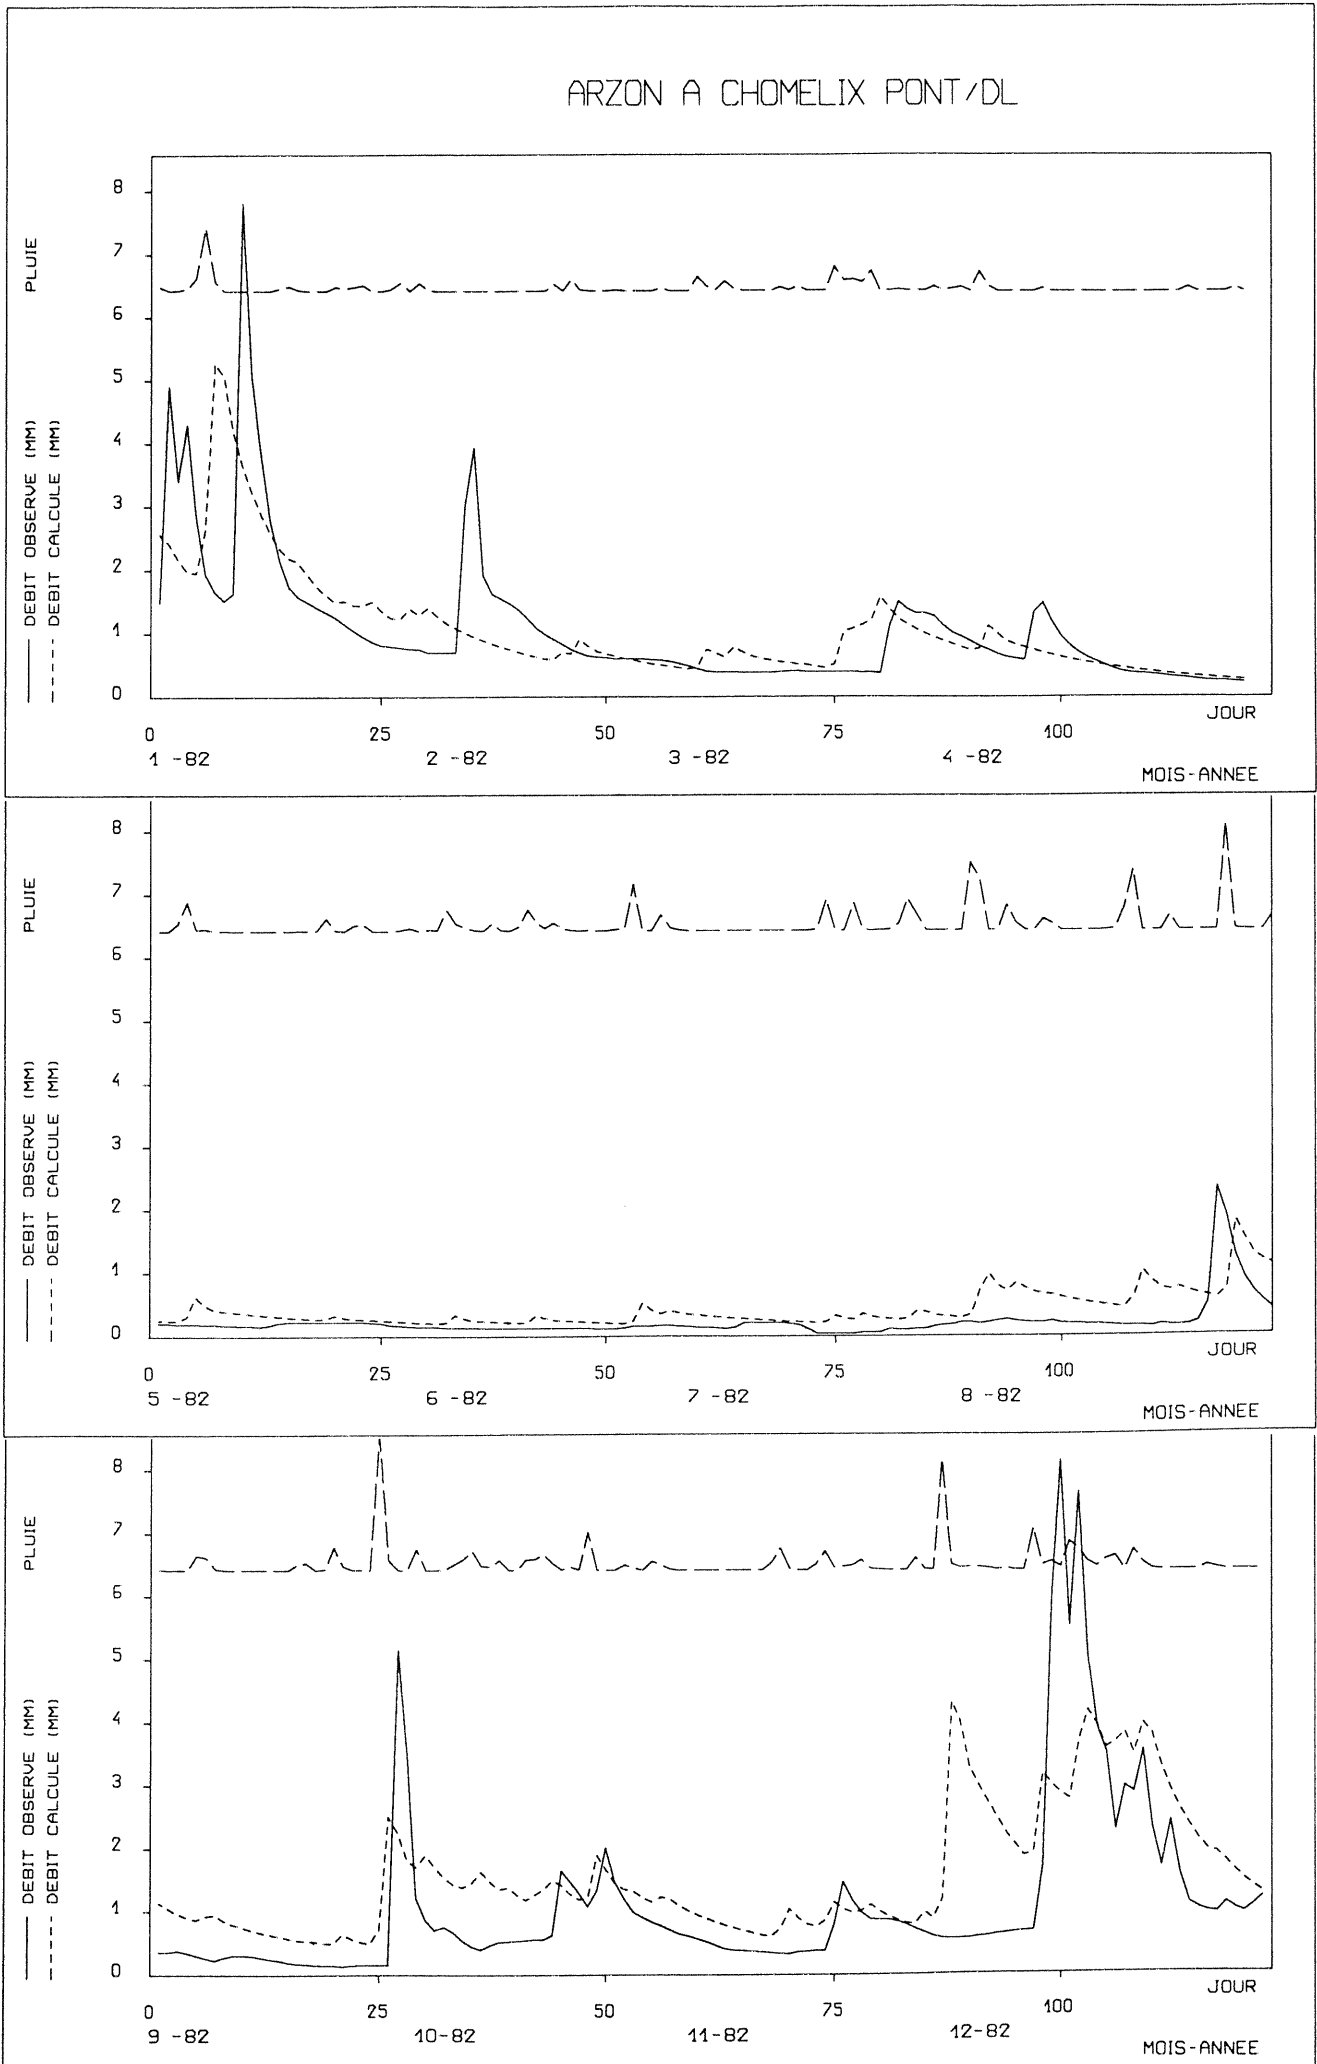 ARZON A CHOMELIX PONT/DL
PLUIE
DEBIT OBSERVE (MM)
DEBIT CALCULE (MM)
8
7
6
5
4
3
2
1
0
0 25 50 75 100
JOUR
1 -82 2 -82 3 -82 4 -82
MOIS-ANNEE
PLUIE
DEBIT OBSERVE (MM)
DEBIT CALCULE (MM)
8
7
6
5
4
3
2
1
0
0 25 50 75 100
JOUR
5 -82 6 -82 7 -82 8 -82
MOIS-ANNEE
PLUIE
DEBIT OBSERVE (MM)
DEBIT CALCULE (MM)
8
7
6
5
4
3
2
1
0
0 25 50 75 100
JOUR
9 -82 10-82 11-82 12-82
MOIS-ANNEE